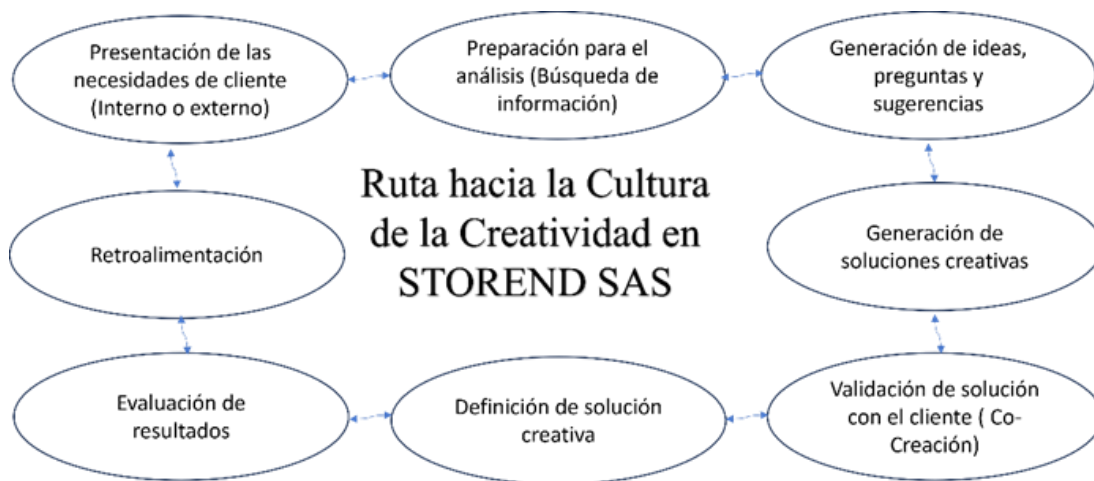 Presentación de las
necesidades de cliente
(Interno o externo)
Preparación para el
análisis (Búsqueda de
información)
Generación de ideas,
preguntas y
sugerencias
Ruta hacia la Cultura
de la Creatividad en
STOREND SAS
Retroalimentación
Generación de
soluciones creativas
Evaluación de
resultados
Definición de solución
creativa
Validación de solución
con el cliente ( Co-
Creación)